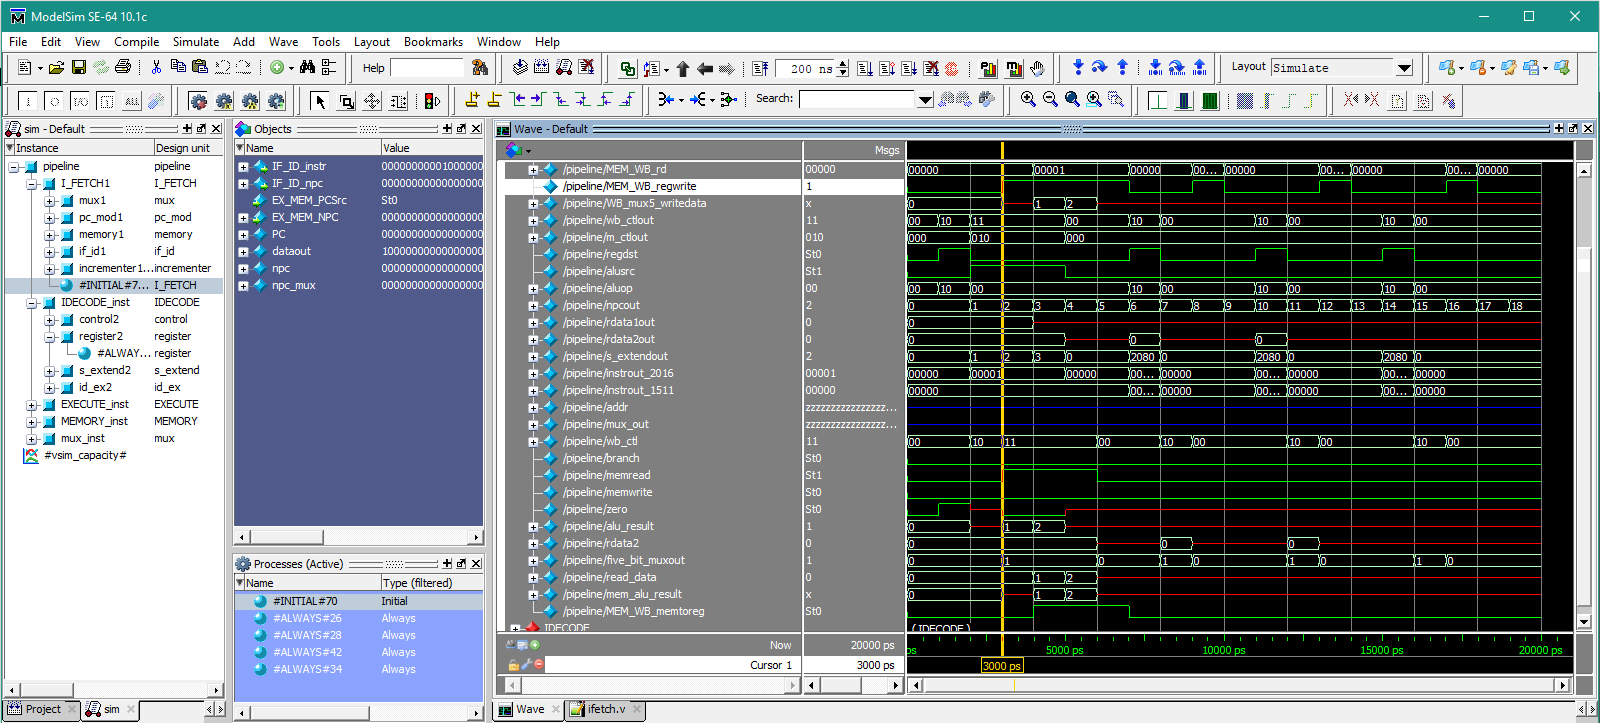 ModelSim SE-64 10.1c
File Edit View Compile Simulate Add Wave Tools Layout Bookmarks Window Help
Help 200 ns Layout Simulate
Search:
sim - Default
Instance Design unit
pipeline pipeline
I_FETCH1 I_FETCH
mux1 mux
pc_mod1 pc_mod
memory1 memory
if_id1 if_id
incrementer1... incrementer
#INITIAL#7... I_FETCH
IDECODE_inst IDECODE
control2 control
register2 register
#ALWAY... register
s_extend2 s_extend
id_ex2 id_ex
EXECUTE_inst EXECUTE
MEMORY_inst MEMORY
mux_inst mux
#vsim_capacity#
Project sim
Objects
Name Value
IF_ID_instr 00000000001000000
IF_ID_npc
EX_MEM_PCSrc St0
EX_MEM_NPC
PC
dataout
npc
npc_mux
Processes (Active)
Name Type (filtered)
#INITIAL#70 Initial
#ALWAYS#26 Always
#ALWAYS#28 Always
#ALWAYS#42 Always
#ALWAYS#34 Always
Wave - Default
Msgs
/pipeline/MEM_WB_rd 00000 00000 00001 00000 00... 00000 00... 00000 00... 00000
/pipeline/MEM_WB_regwrite 1
/pipeline/WB_mux5_writedata x 0 1 2
/pipeline/wb_ctlout 11 00 10 11 00 10 00 10 00 10 00
/pipeline/m_ctlout 010 000 010 000
/pipeline/regdst St0
/pipeline/alusrc St1
/pipeline/aluop 00 00 10 00 10 00 10 00 10 00
/pipeline/npcout 2 0 1 2 3 4 5 6 7 8 9 10 11 12 13 14 15 16 17 18
/pipeline/rdata1out 0 0
/pipeline/rdata2out 0 0 0 0
/pipeline/s_extendout 2 0 1 2 3 0 2080 0 2080 0 2080 0
/pipeline/instrout_2016 00001 00000 00001 00000 00... 00000 00... 00000 00... 00000
/pipeline/instrout_1511 00000 00000 00... 00000 00... 00000 00... 00000
/pipeline/addr zzzzzzzzzzzzzzzz...
/pipeline/mux_out zzzzzzzzzzzzzzzz...
/pipeline/wb_ctl 11 00 10 11 00 10 00 10 00 10 00
/pipeline/branch St0
/pipeline/memread St1
/pipeline/memwrite St0
/pipeline/zero St0
/pipeline/alu_result 1 0 1 2
/pipeline/rdata2 0 0 0 0
/pipeline/five_bit_muxout 1 0 1 0 1 0 1 0 1 0
/pipeline/read_data 0 0 1 2
/pipeline/mem_alu_result x 0 1 2
/pipeline/MEM_WB_memtoreg St0
IDECODE ( IDECODE )
Now 20000 ps 5000 ps 10000 ps 15000 ps 20000 ps
Cursor 1 3000 ps 3000 ps
Wave ifetch.v